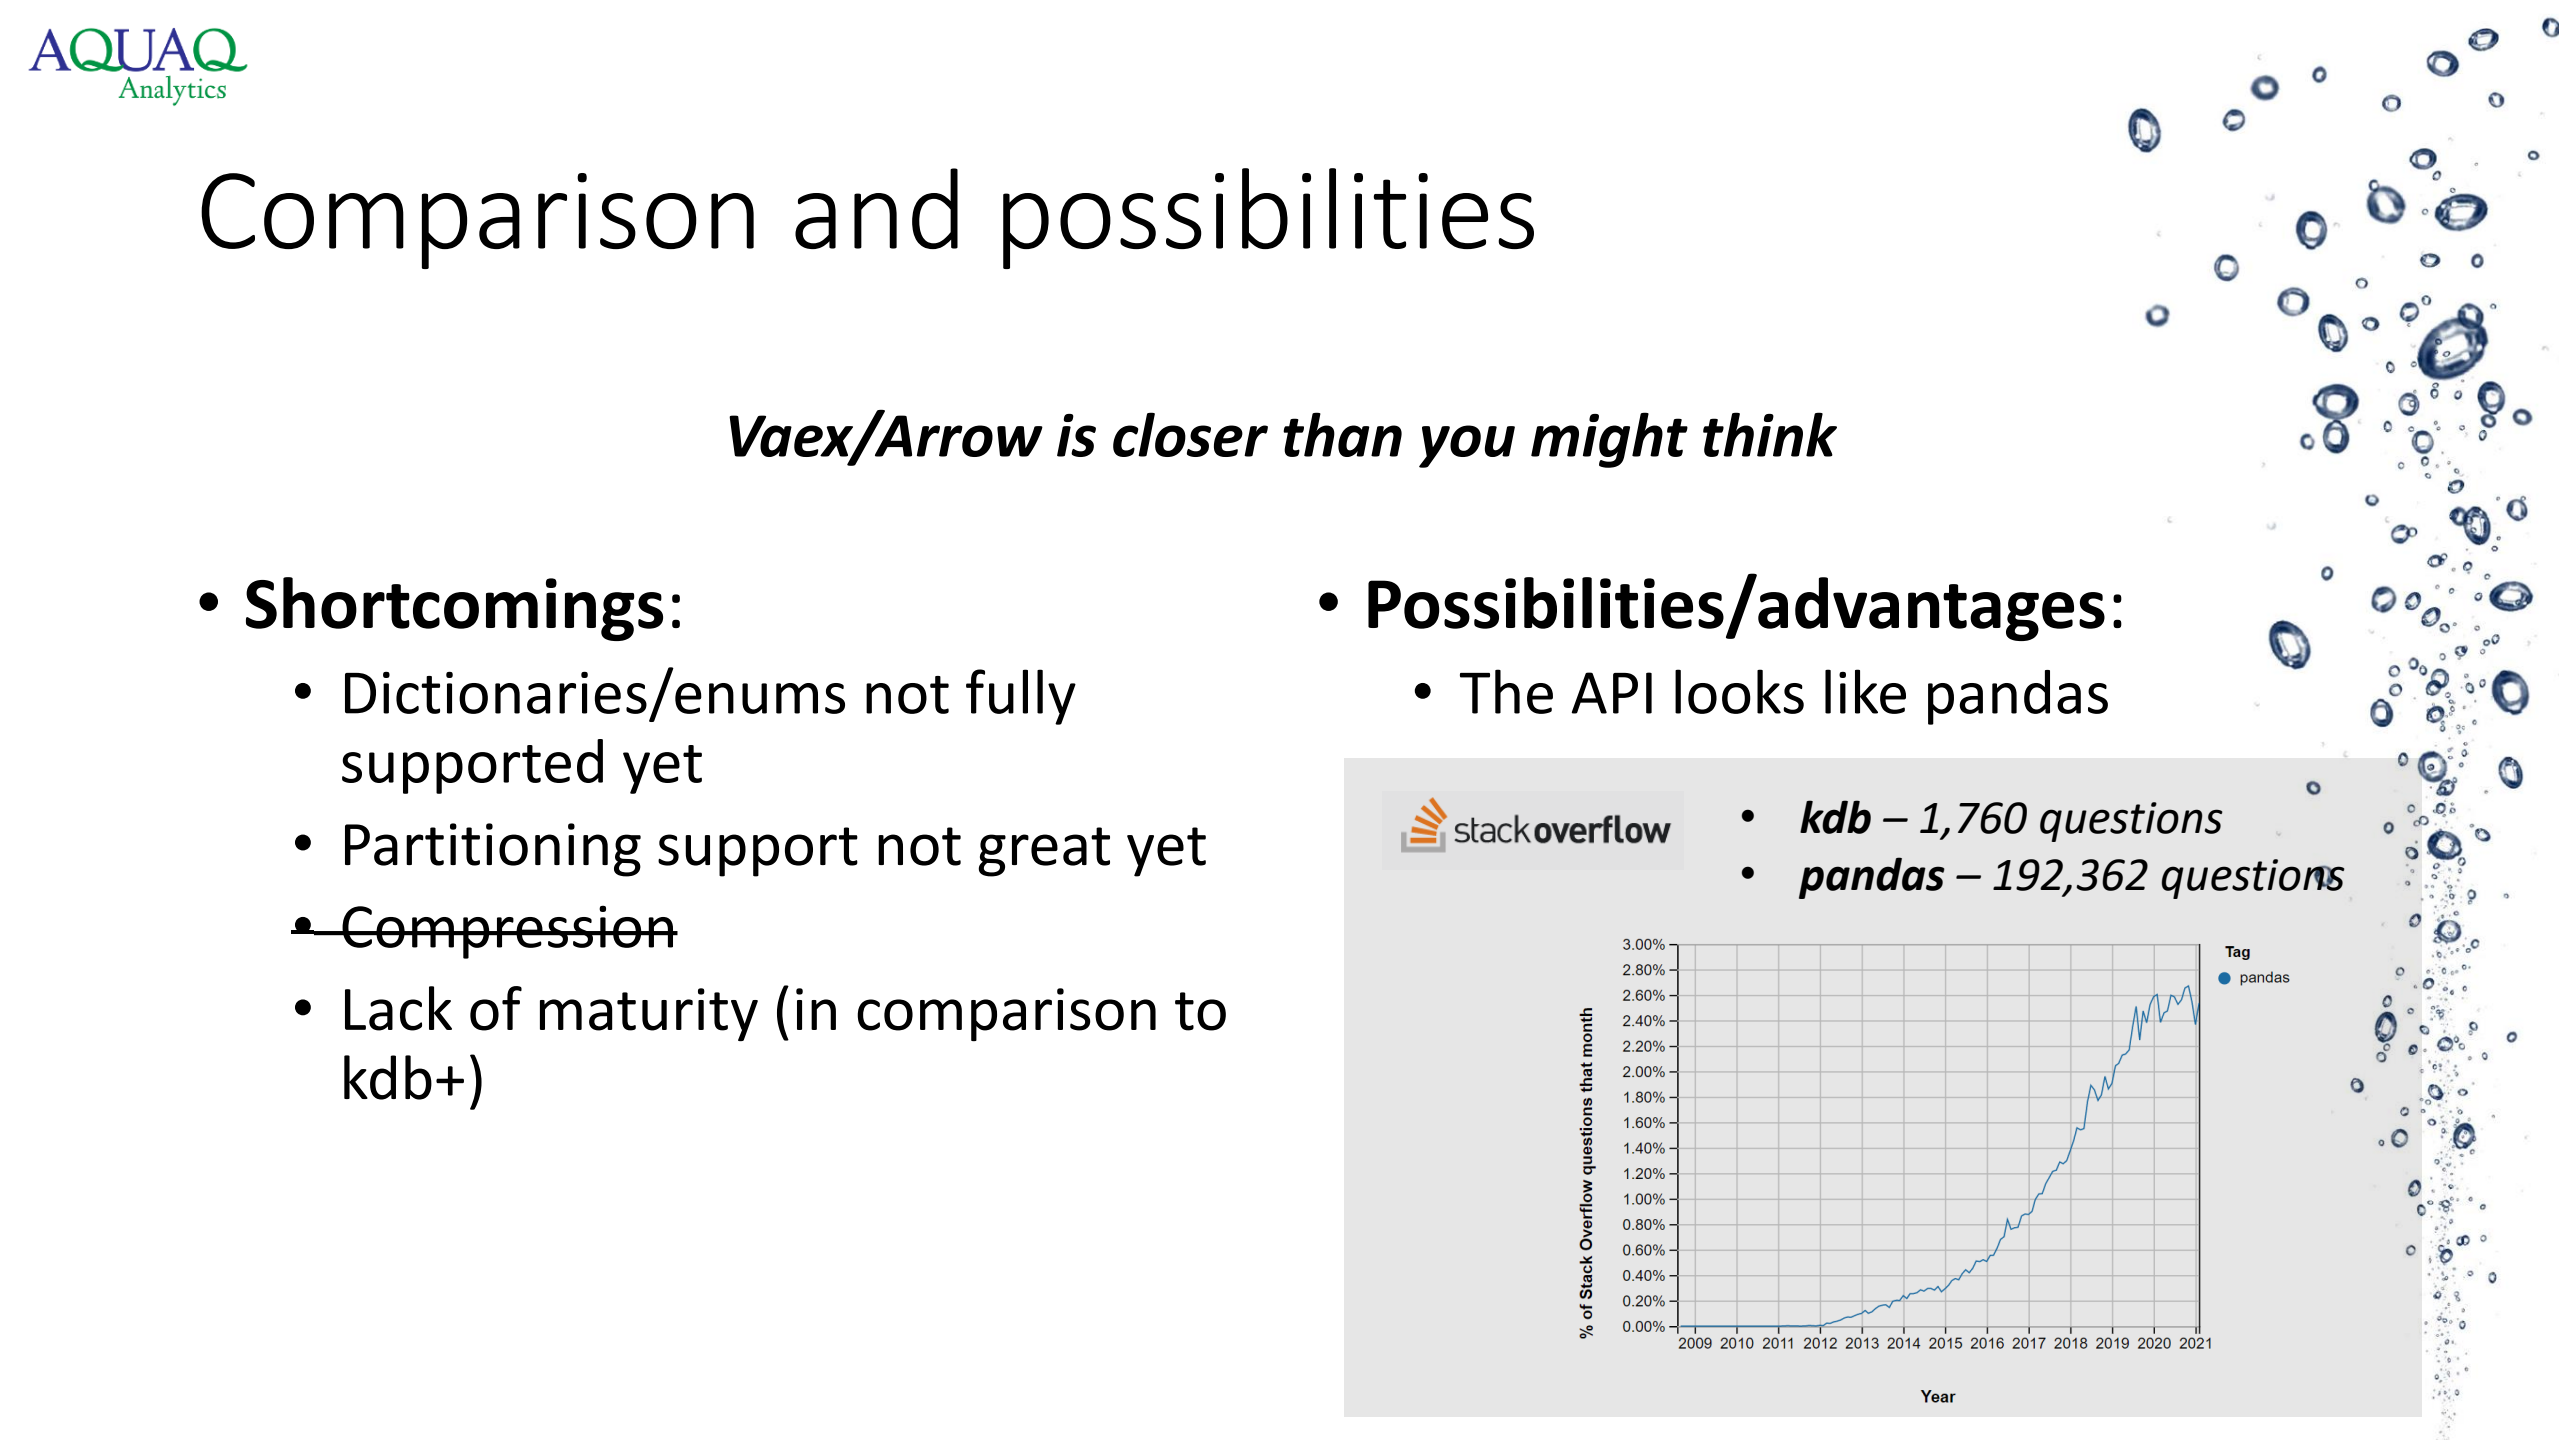 AQUAQ
Analytics
Comparison and possibilities
Vaex/Arrow is closer than you might think
• Shortcomings:
• Dictionaries/enums not fully
supported yet
• Partitioning support not great yet
• Compression
• Lack of maturity (in comparison to
kdb+)
• Possibilities/advantages:
• The API looks like pandas
stackoverflow
• kdb – 1,760 questions
• pandas – 192,362 questions
3.00%
2.80%
2.60%
2.40%
2.20%
2.00%
1.80%
1.60%
1.40%
1.20%
1.00%
0.80%
0.60%
0.40%
0.20%
0.00%
% of Stack Overflow questions that month
2009 2010 2011 2012 2013 2014 2015 2016 2017 2018 2019 2020 2021
Year
Tag
pandas